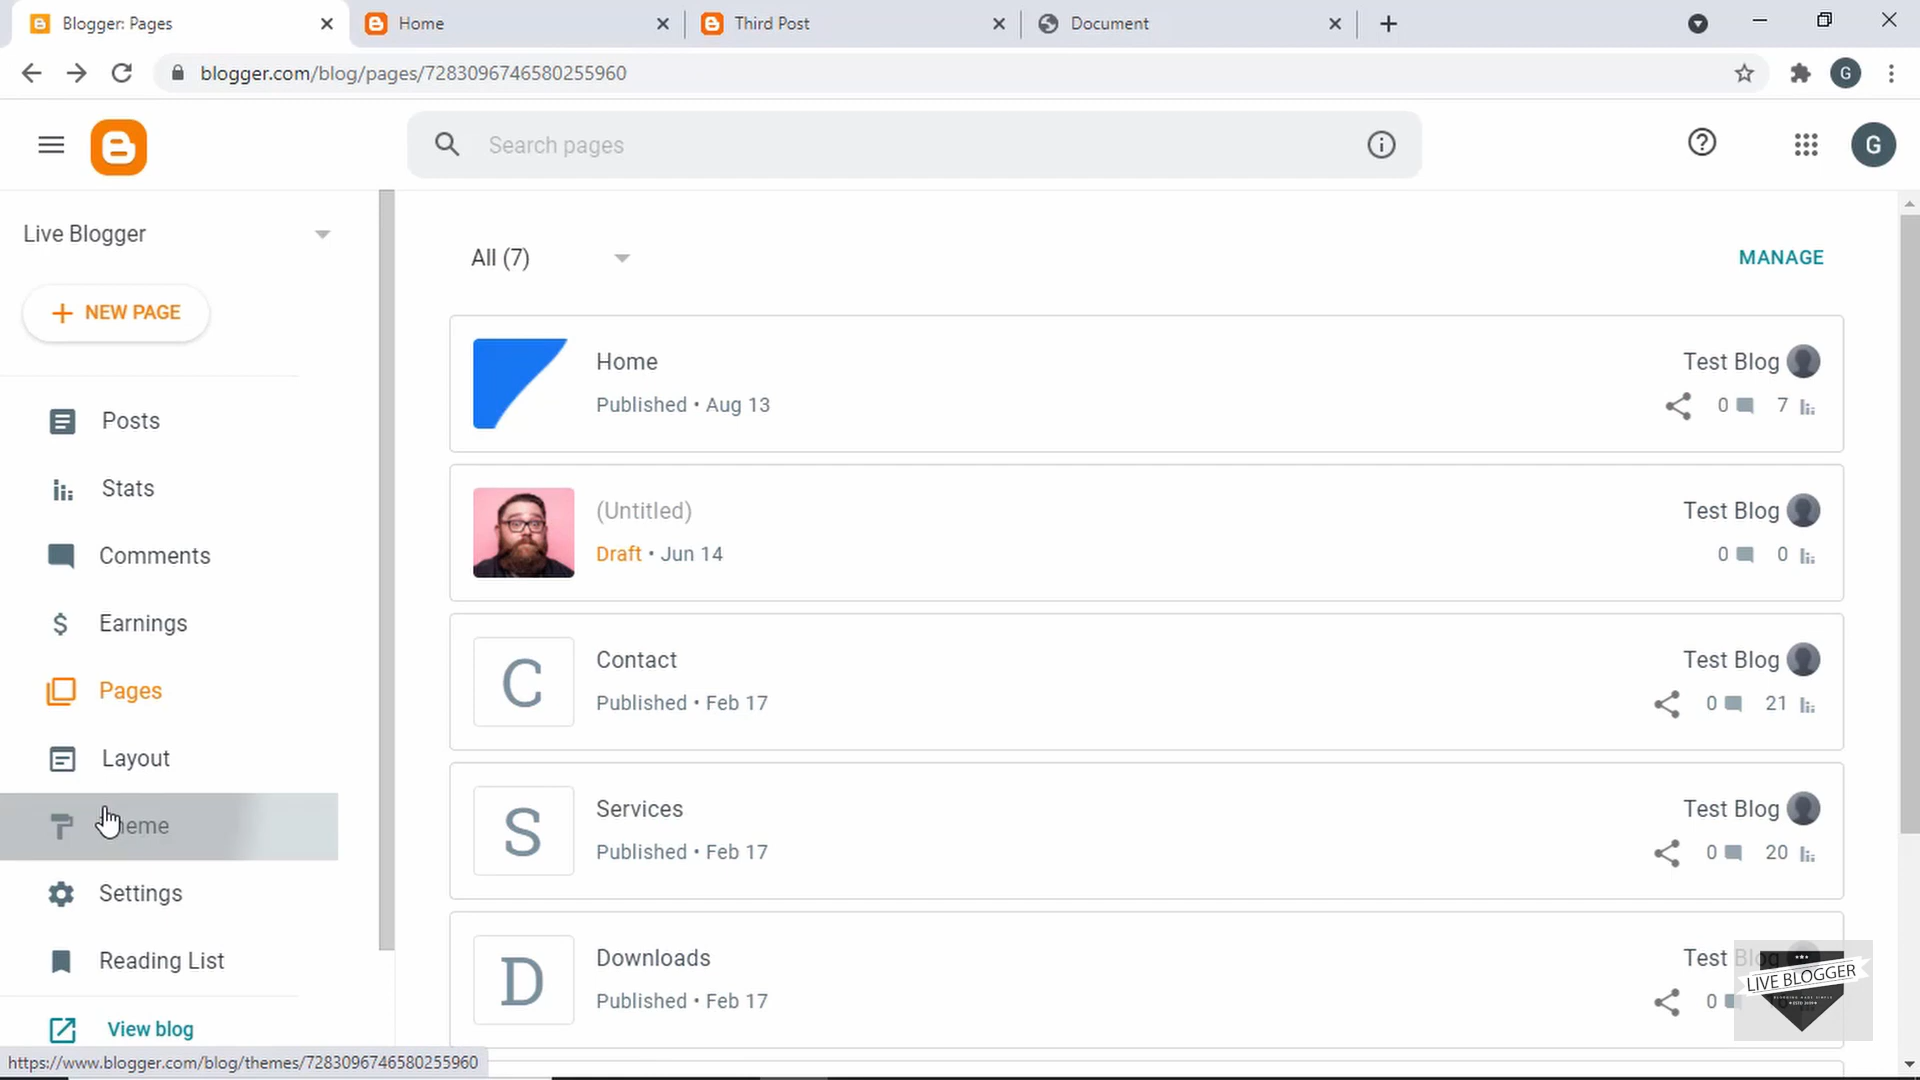 Blogger: Pages
Home
Third Post
Document
blogger.com/blog/pages/7283096746580255960
G
Search pages
G
Live Blogger
NEW PAGE
Posts
Stats
Comments
Earnings
Pages
Layout
Settings
Reading List
View blog
https://www.blogger.com/blog/themes/7283096746580255960
All (7)
MANAGE
Home
Published • Aug 13
Test Blog
0
7
(Untitled)
Draft • Jun 14
Test Blog
0
0
C
Contact
Published • Feb 17
Test Blog
0
21
S
Services
Published • Feb 17
Test Blog
0
20
D
Downloads
Published • Feb 17
Test
0
LIVE BLOGGER